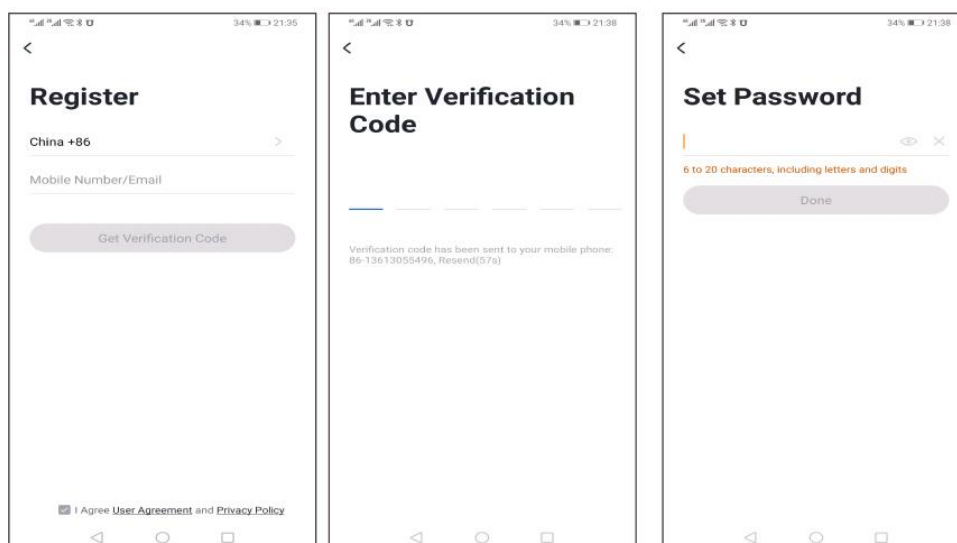 34% 21:35
Register
China +86
Mobile Number/Email
Get Verification Code
I Agree User Agreement and Privacy Policy
34% 21:38
Enter Verification
Code
Verification code has been sent to your mobile phone:
86-13613055496, Resend(57s)
34% 21:38
Set Password
6 to 20 characters, including letters and digits
Done